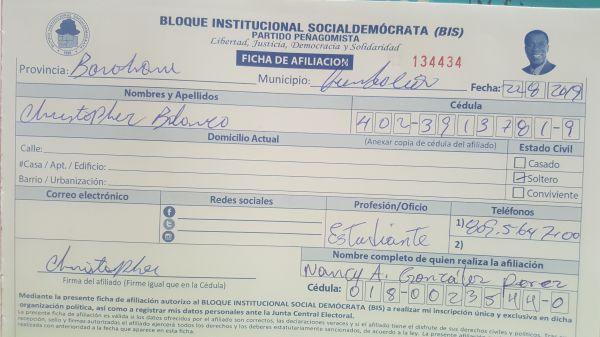 BLOQUE INSTITUCIONAL SOCIALDEMÓCRATA (BIS)
PARTIDO PEÑAGOMISTA
Libertad, Justicia, Democracia y Solidaridad
FICHA DE AFILIACION
134434
Provincia: Barahona Municipio: Fecha: 22 8 2019
Nombres y Apellidos Cédula
Christopher Blanco 402-3913781-9
Domicilio Actual (Anexar copia de cédula del afiliado) Estado Civil
Calle: Casado
#Casa / Apt. / Edificio: Soltero
Barrio / Urbanización: Conviviente
Correo electrónico Redes sociales Profesión/Oficio Teléfonos
Estudiante 1) 809.564 7100
2)
Christopher
Firma del afiliado (Firme igual que en la Cédula)
Nombre completo de quien realiza la afiliación
Nancy A. González Perez
Cédula: 018-0023544-0
Mediante la presente ficha de afiliación autorizo al BLOQUE INSTITUCIONAL SOCIAL DEMÓCRATA (BIS) a realizar mi inscripción única y exclusiva en dicha
organización política, así como a registrar mis datos personales ante la Junta Central Electoral.